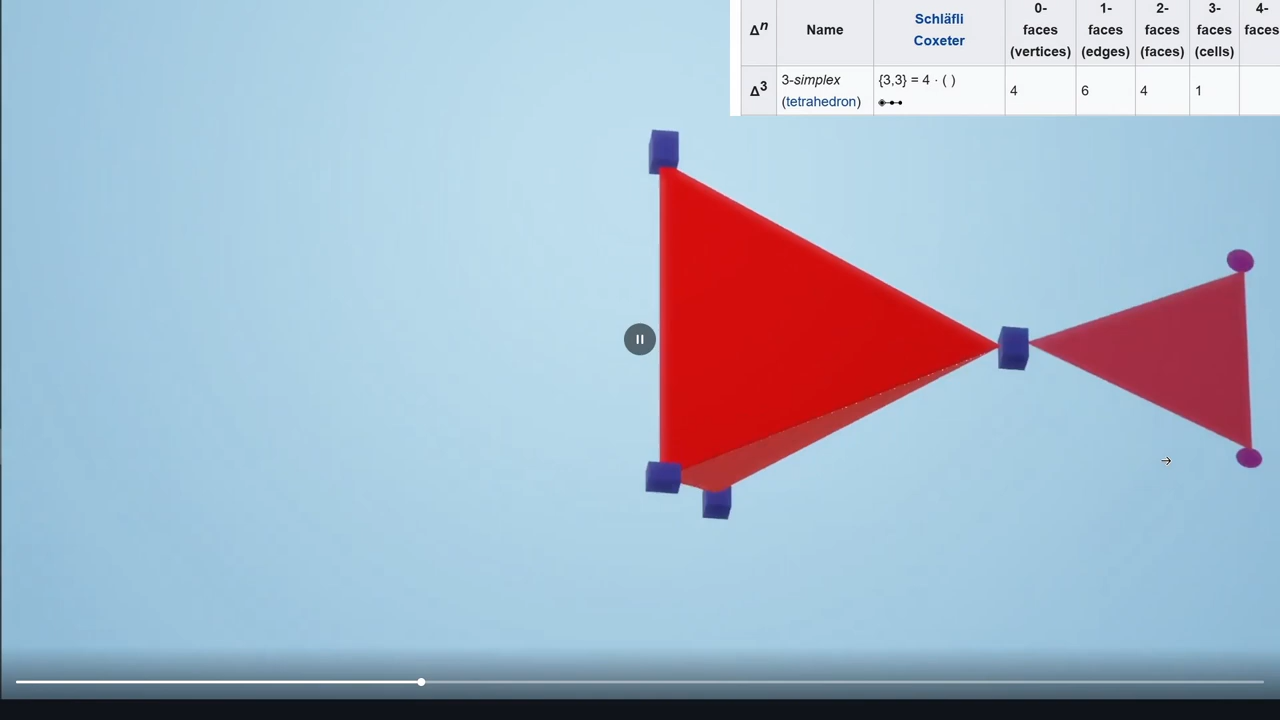 Δn Name Schläfli Coxeter 0-faces (vertices) 1-faces (edges) 2-faces (faces) 3-faces (cells) 4-faces
Δ3 3-simplex (tetrahedron) {3,3} = 4 · ( ) 4 6 4 1